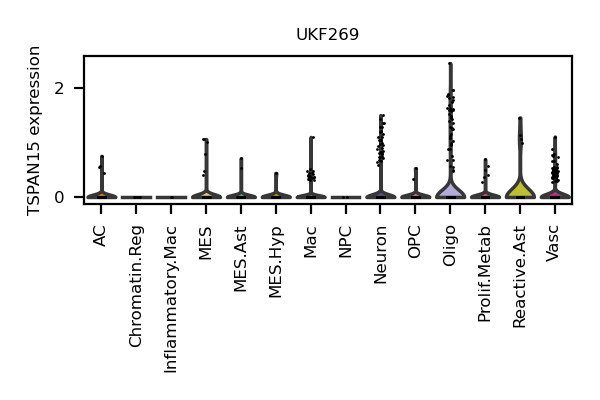 UKF269
TSPAN15 expression
2
0
AC
Chromatin.Reg
Inflammatory.Mac
MES
MES.Ast
MES.Hyp
Mac
NPC
Neuron
OPC
Oligo
Prolif.Metab
Reactive.Ast
Vasc